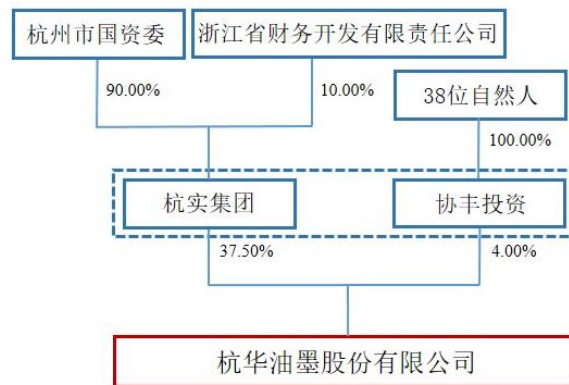 杭州市国资委
浙江省财务开发有限责任公司
90.00%
10.00%
38位自然人
100.00%
杭实集团
协丰投资
37.50%
4.00%
杭华油墨股份有限公司